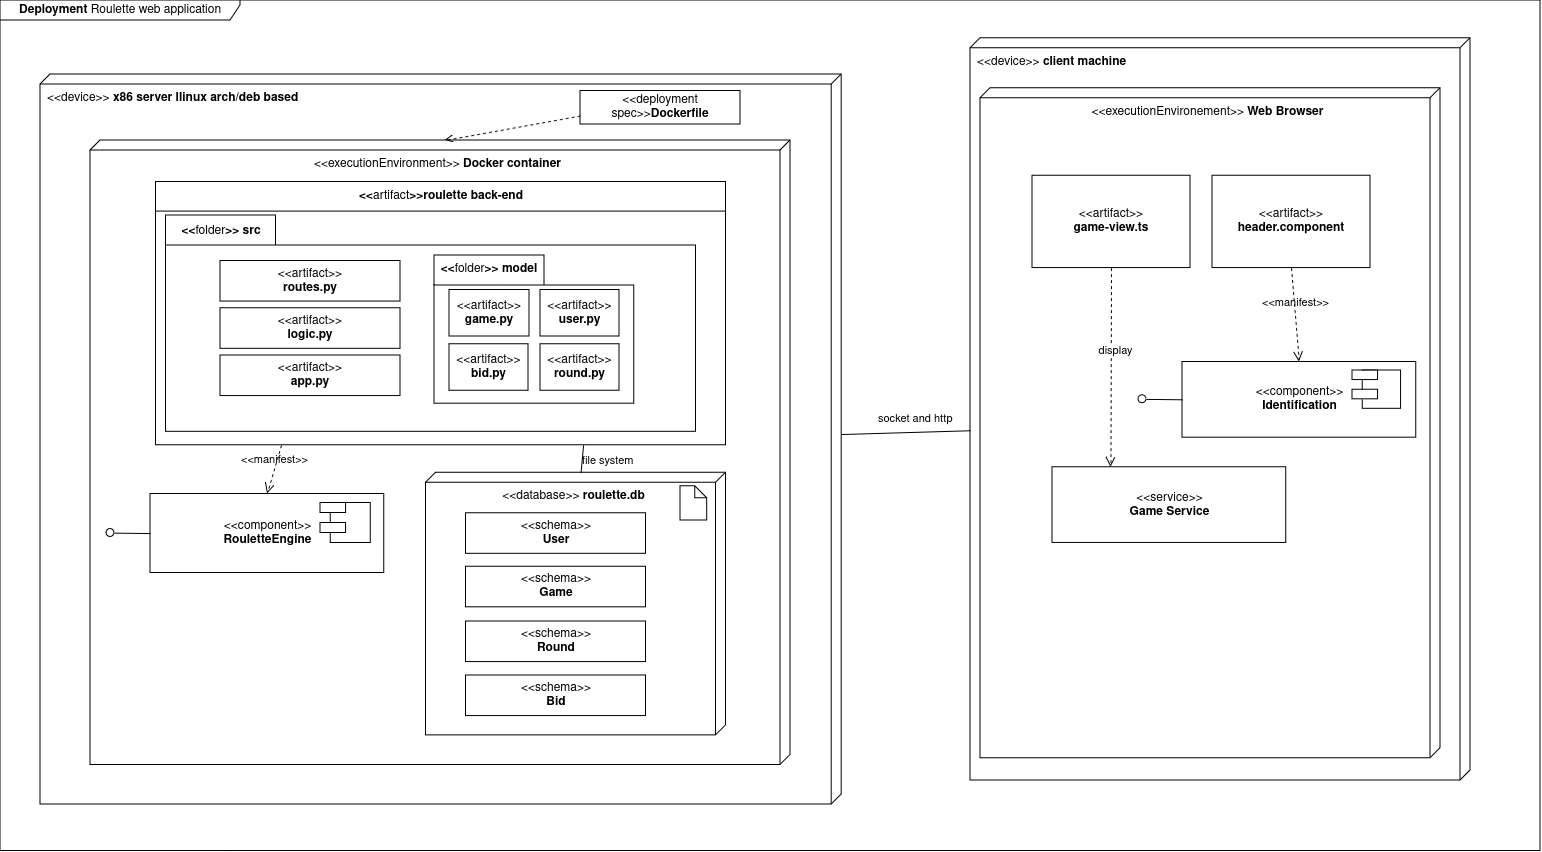 Deployment Roulette web application
<<device>> x86 server llinux arch/deb based
<<deployment
spec>>Dockerfile
<<executionEnvironment>> Docker container
<<artifact>>roulette back-end
<<folder>> src
<<artifact>>
routes.py
<<artifact>>
logic.py
<<artifact>>
app.py
<<folder>> model
<<artifact>>
game.py
<<artifact>>
user.py
<<artifact>>
bid.py
<<artifact>>
round.py
<<manifest>>
file system
<<component>>
RouletteEngine
<<database>> roulette.db
<<schema>>
User
<<schema>>
Game
<<schema>>
Round
<<schema>>
Bid
socket and http
<<device>> client machine
<<executionEnvironement>> Web Browser
<<artifact>>
game-view.ts
<<artifact>>
header.component
<<manifest>>
display
<<component>>
Identification
<<service>>
Game Service